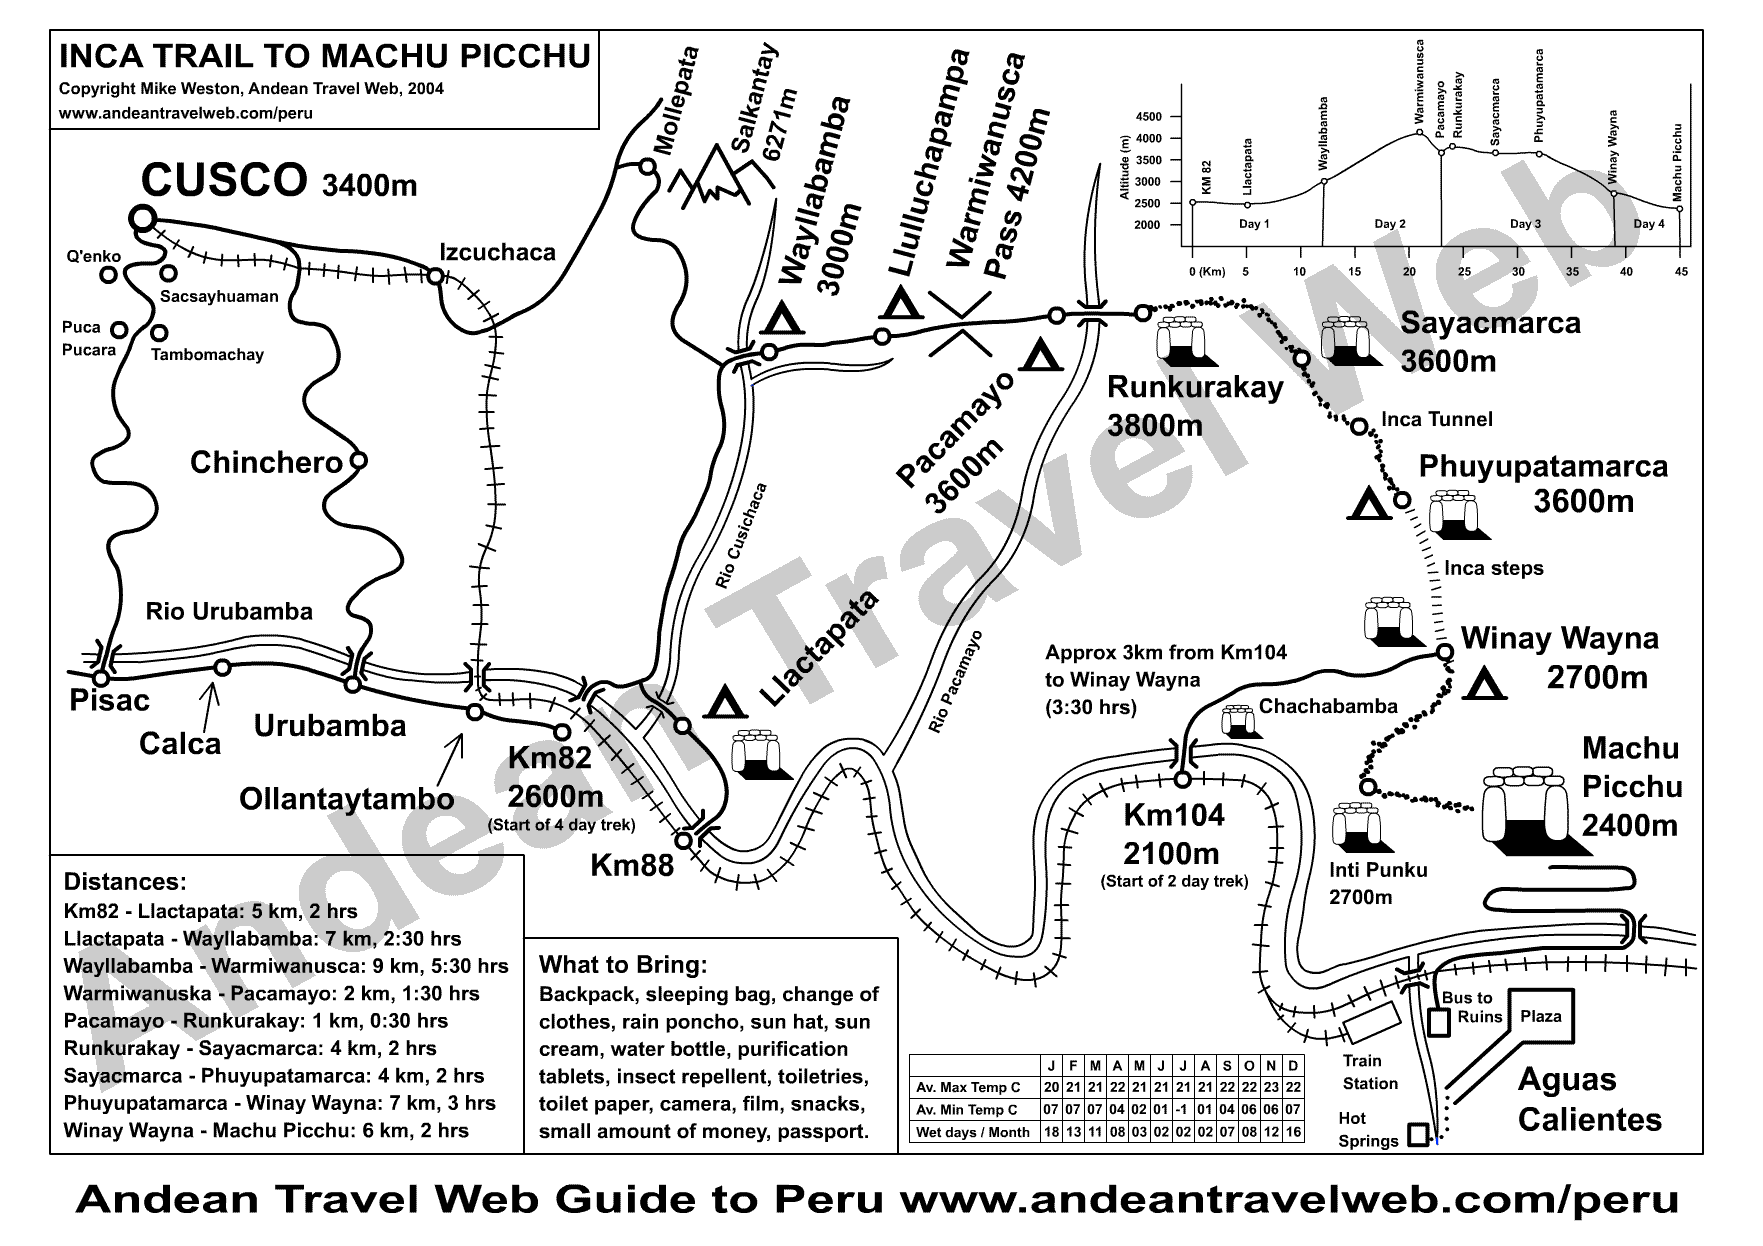 INCA TRAIL TO MACHU PICCHU
Copyright Mike Weston, Andean Travel Web, 2004
www.andeantravelweb.com/peru
CUSCO 3400m
Q'enko
Sacsayhuaman
Puca
Pucara
Tambomachay
Izcuchaca
Chinchero
Rio Urubamba
Pisac
Calca
Urubamba
Ollantaytambo
Km82
2600m
(Start of 4 day trek)
Km88
Mollepata
Salkantay
6271m
Wayllabamba
3000m
Llulluchapampa
Warmiwanusca
Pass 4200m
Pacamayo
3600m
Rio Cusichaca
Llactapata
Rio Pacamayo
Runkurakay
3800m
Sayacmarca
3600m
Inca Tunnel
Phuyupatamarca
3600m
Inca steps
Winay Wayna
2700m
Approx 3km from Km104
to Winay Wayna
(3:30 hrs)
Chachabamba
Km104
2100m
(Start of 2 day trek)
Machu
Picchu
2400m
Inti Punku
2700m
Bus to
Ruins
Plaza
Train
Station
Hot
Springs
Aguas
Calientes
Altitude (m)
4500
4000
3500
3000
2500
2000
KM 82
Llactapata
Wayllabamba
Warmiwanusca
Pacamayo
Runkurakay
Sayacmarca
Phuyupatamarca
Winay Wayna
Machu Picchu
Day 1 Day 2 Day 3 Day 4
0 (Km) 5 10 15 20 25 30 35 40 45
Distances:
Km82 - Llactapata: 5 km, 2 hrs
Llactapata - Wayllabamba: 7 km, 2:30 hrs
Wayllabamba - Warmiwanusca: 9 km, 5:30 hrs
Warmiwanuska - Pacamayo: 2 km, 1:30 hrs
Pacamayo - Runkurakay: 1 km, 0:30 hrs
Runkurakay - Sayacmarca: 4 km, 2 hrs
Sayacmarca - Phuyupatamarca: 4 km, 2 hrs
Phuyupatamarca - Winay Wayna: 7 km, 3 hrs
Winay Wayna - Machu Picchu: 6 km, 2 hrs
What to Bring:
Backpack, sleeping bag, change of
clothes, rain poncho, sun hat, sun
cream, water bottle, purification
tablets, insect repellent, toiletries,
toilet paper, camera, film, snacks,
small amount of money, passport.
J F M A M J J A S O N D
Av. Max Temp C 20 21 21 22 21 21 21 21 22 22 23 22
Av. Min Temp C 07 07 07 04 02 01 -1 01 04 06 06 07
Wet days / Month 18 13 11 08 03 02 02 02 07 08 12 16
Andean Travel Web
Andean Travel Web Guide to Peru www.andeantravelweb.com/peru